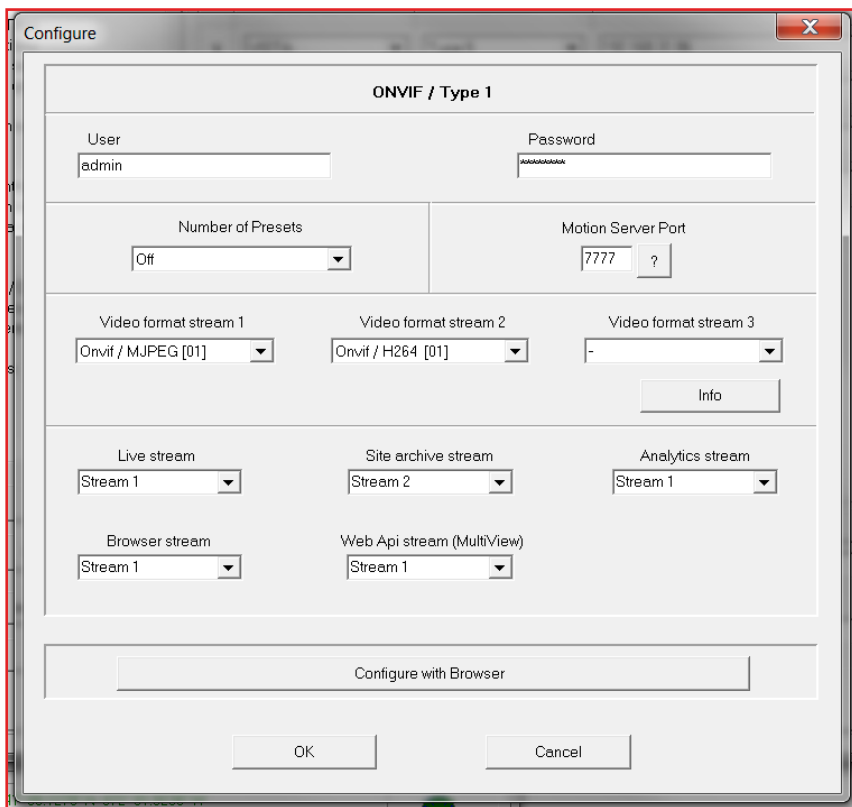 Configure
ONVIF / Type 1
User Password
admin *********
Number of Presets Motion Server Port
Off 7777 ?
Video format stream 1 Video format stream 2 Video format stream 3
Onvif / MJPEG [01] Onvif / H264 [01] -
Info
Live stream Site archive stream Analytics stream
Stream 1 Stream 2 Stream 1
Browser stream Web Api stream (MultiView)
Stream 1 Stream 1
Configure with Browser
OK Cancel